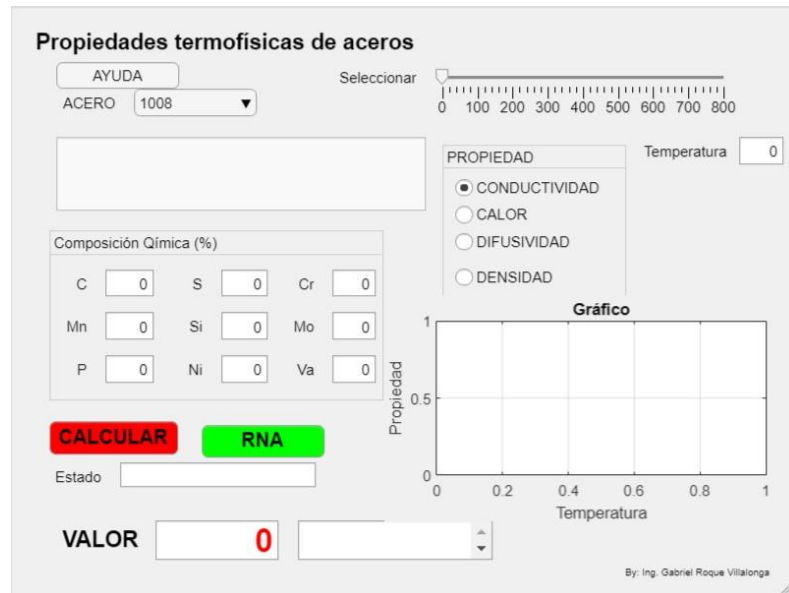 Propiedades termofísicas de aceros
AYUDA
ACERO 1008
Seleccionar
0 100 200 300 400 500 600 700 800
PROPIEDAD
CONDUCTIVIDAD
CALOR
DIFUSIVIDAD
DENSIDAD
Temperatura 0
Composición Qímica (%)
C 0 S 0 Cr 0
Mn 0 Si 0 Mo 0
P 0 Ni 0 Va 0
Gráfico
1
0.5
0
Propiedad
0 0.2 0.4 0.6 0.8 1
Temperatura
CALCULAR RNA
Estado
VALOR 0
By: Ing. Gabriel Roque Villalonga